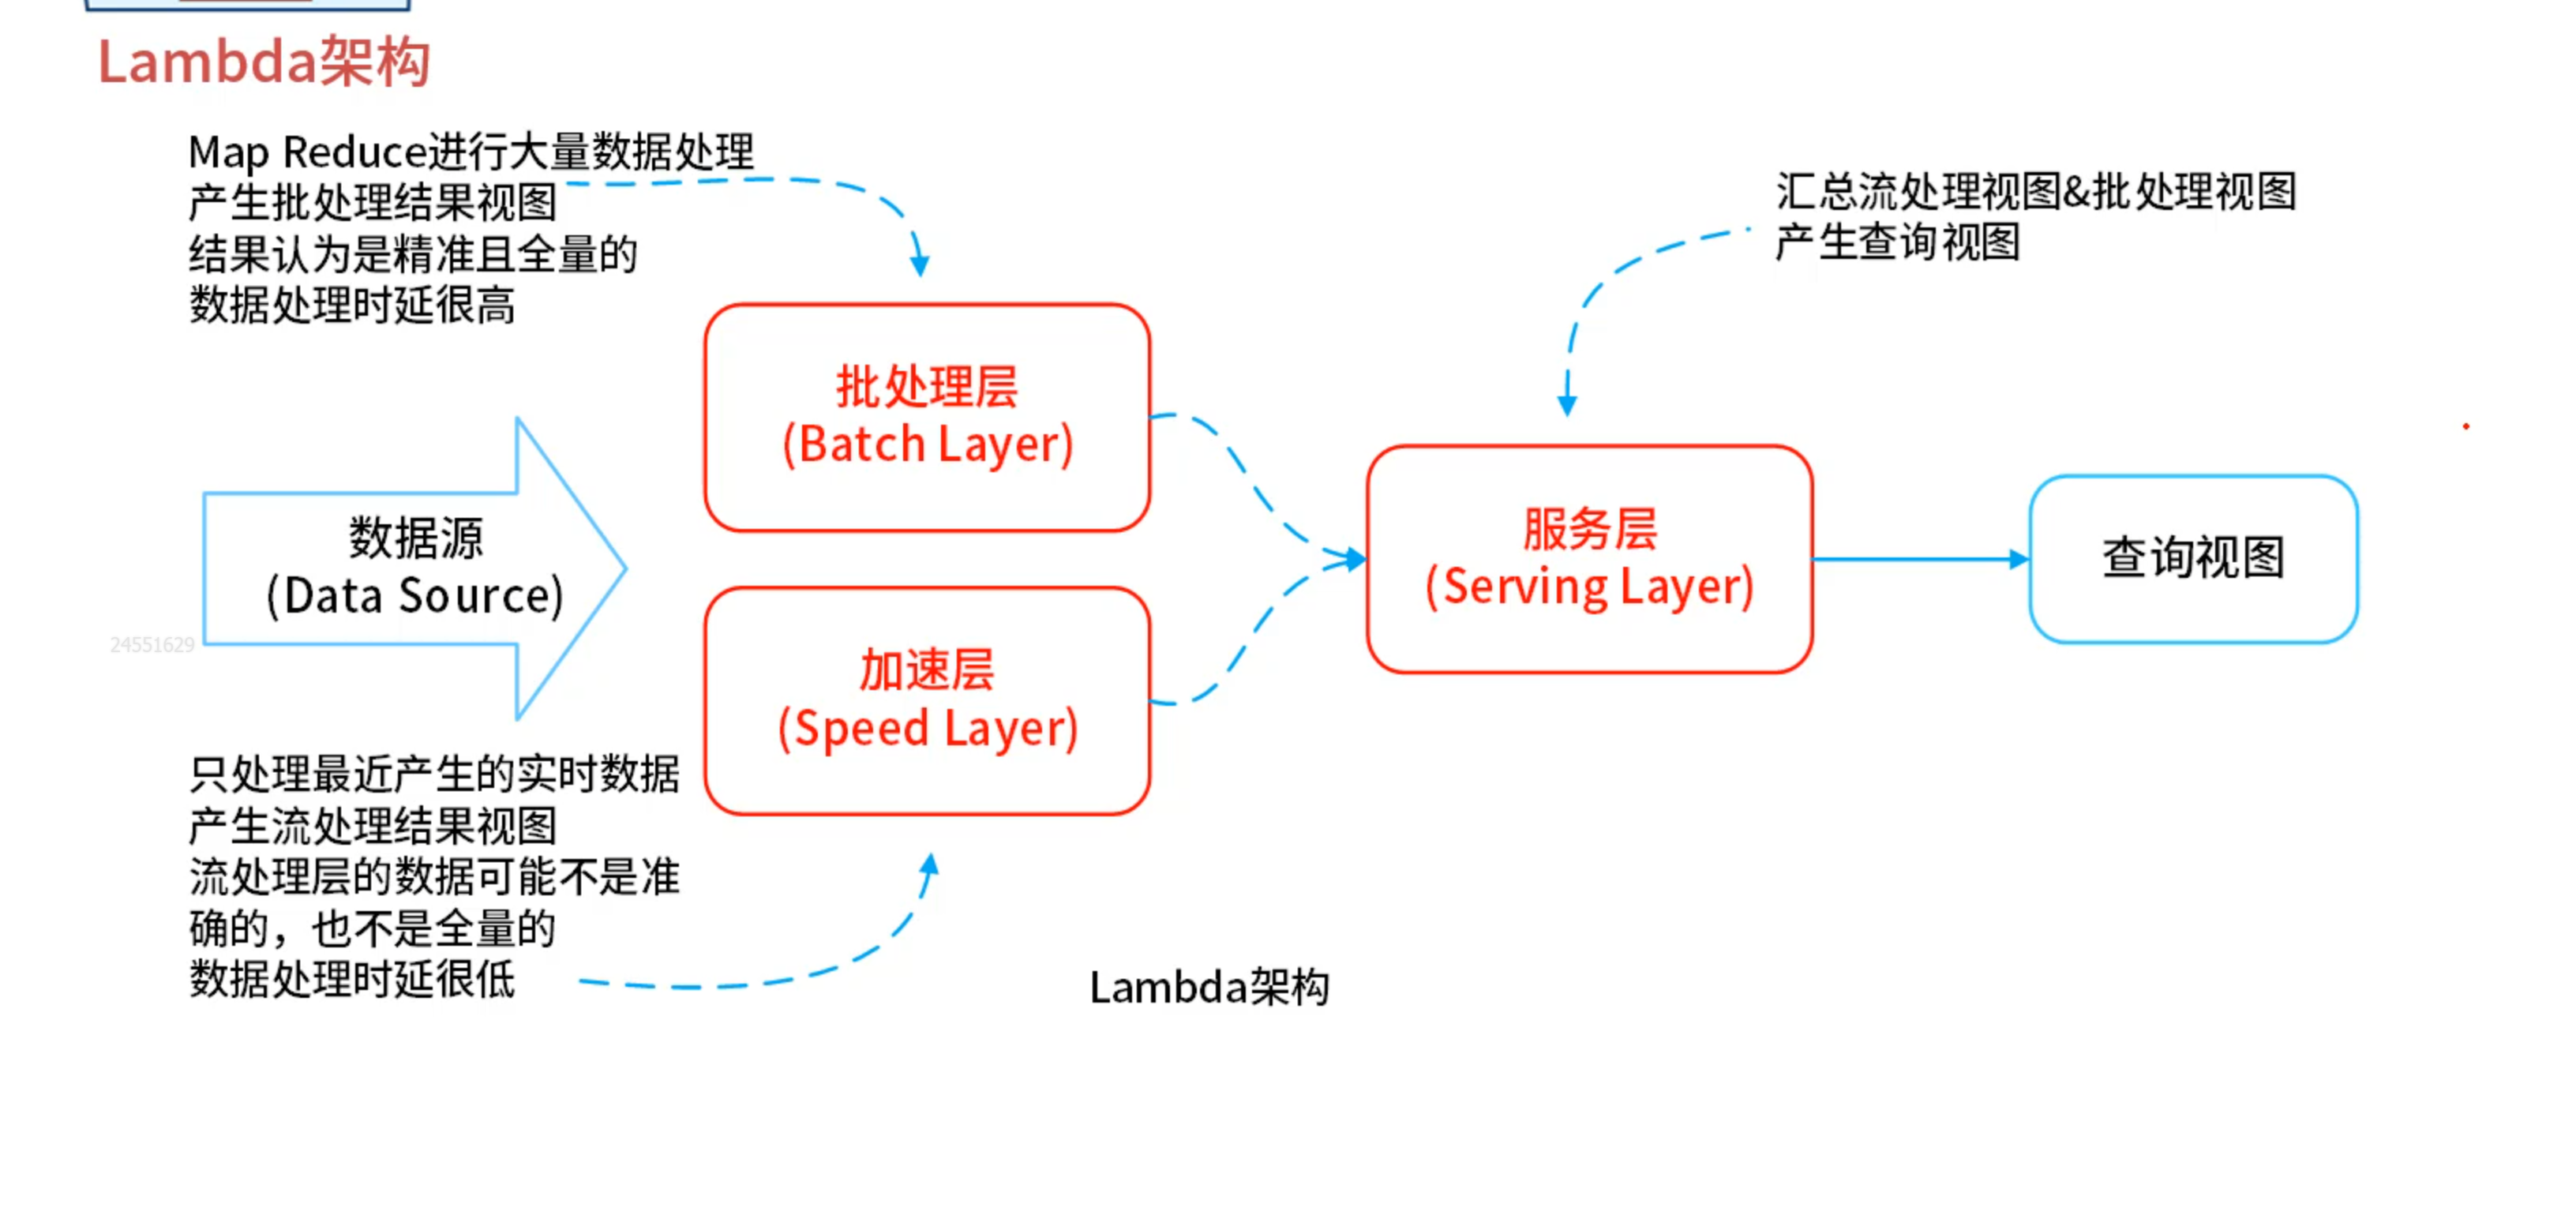 Lambda架构
Map Reduce进行大量数据处理
产生批处理结果视图
结果认为是精准且全量的
数据处理时延很高
汇总流处理视图&批处理视图
产生查询视图
批处理层
(Batch Layer)
数据源
(Data Source)
服务层
(Serving Layer)
查询视图
24551629
加速层
(Speed Layer)
只处理最近产生的实时数据
产生流处理结果视图
流处理层的数据可能不是准
确的，也不是全量的
数据处理时延很低
Lambda架构